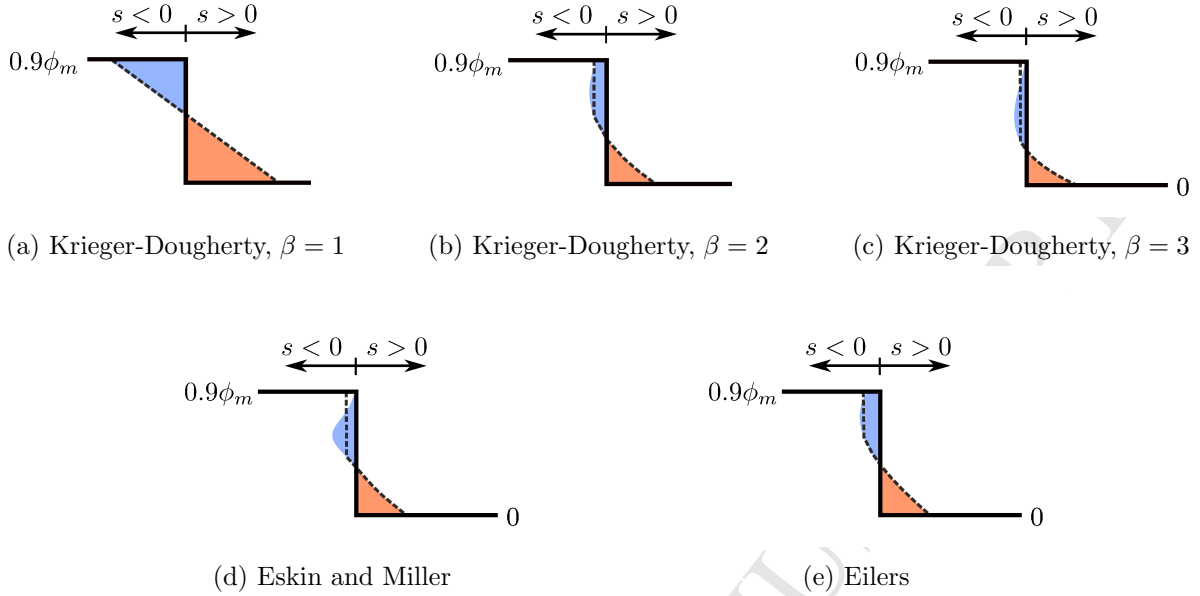 s < 0 s > 0 s < 0 s > 0 s < 0 s > 0
0.9ϕₘ 0.9ϕₘ 0.9ϕₘ
0
(a) Krieger-Dougherty, β = 1 (b) Krieger-Dougherty, β = 2 (c) Krieger-Dougherty, β = 3
s < 0 s > 0 s < 0 s > 0
0.9ϕₘ 0.9ϕₘ
0 0
(d) Eskin and Miller (e) Eilers